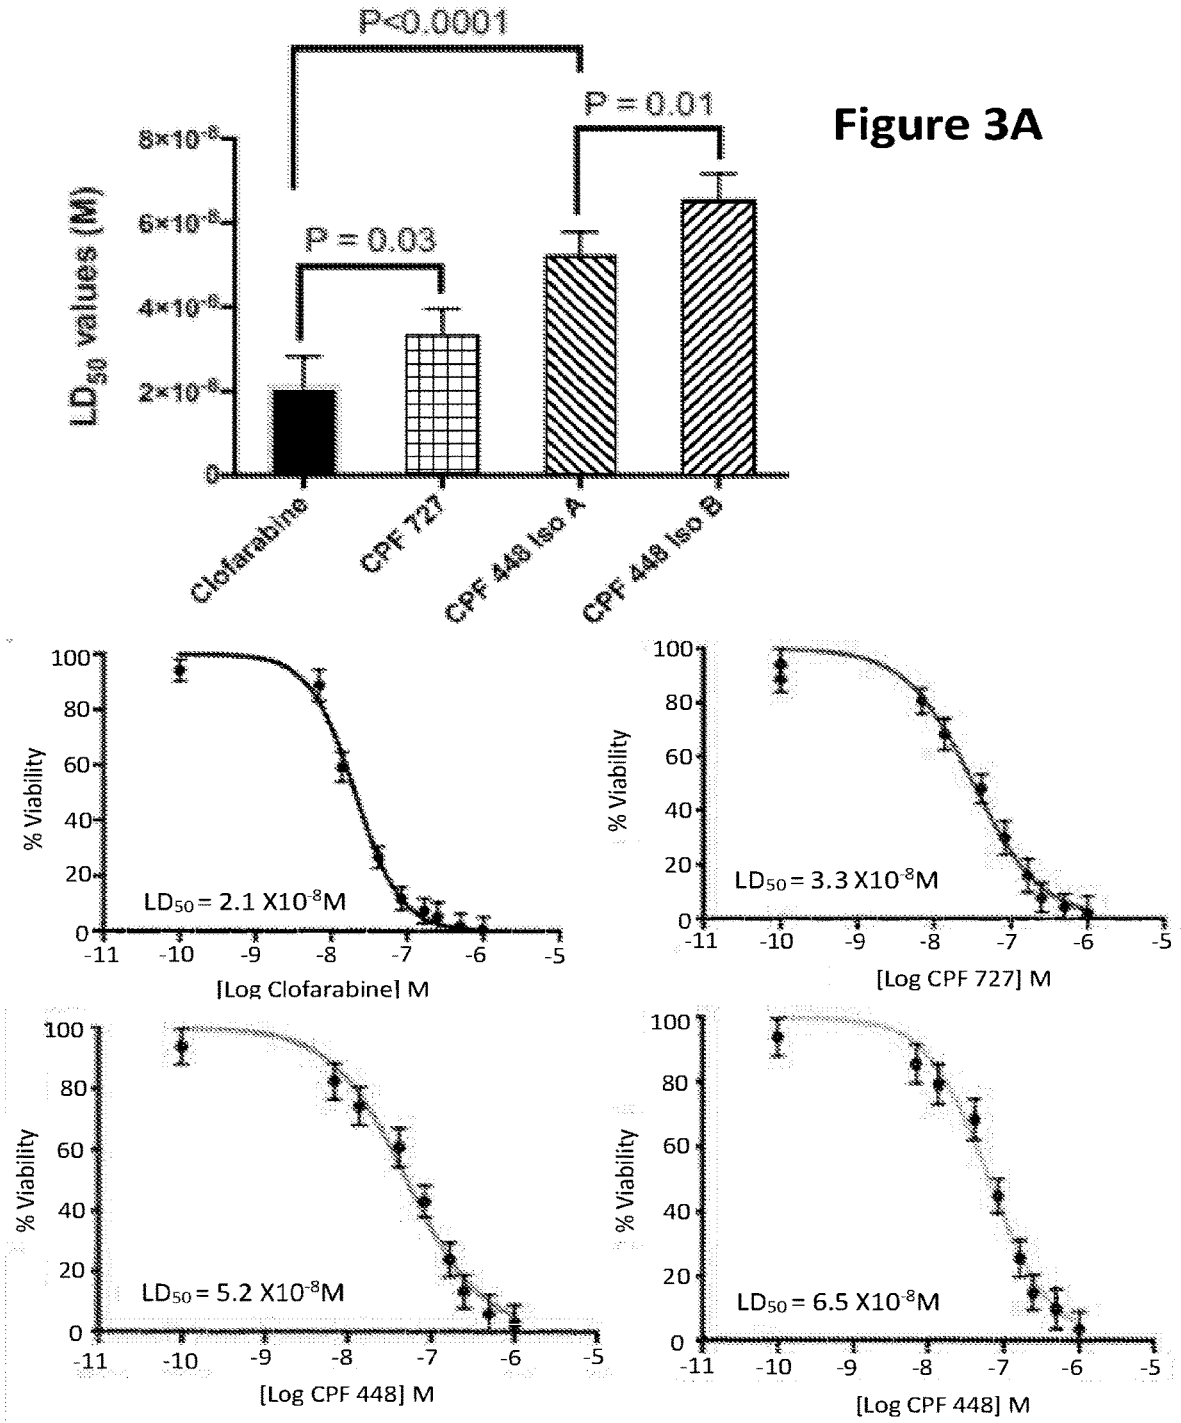 P<0.0001
P = 0.01
Figure 3A
8×10⁻⁸
6×10⁻⁸
4×10⁻⁸
2×10⁻⁸
0
LD₅₀ values (M)
P = 0.03
Clofarabine
CPF 727
CPF 448 Iso A
CPF 448 Iso B
100
80
60
40
20
0
% Viability
LD₅₀ = 2.1 X10⁻⁸M
-11 -10 -9 -8 -7 -6 -5
[Log Clofarabine] M
100
80
60
40
20
0
% Viability
LD₅₀ = 3.3 X10⁻⁸M
-11 -10 -9 -8 -7 -6 -5
[Log CPF 727] M
100
80
60
40
20
0
% Viability
LD₅₀ = 5.2 X10⁻⁸M
-11 -10 -9 -8 -7 -6 -5
[Log CPF 448] M
100
80
60
40
20
0
% Viability
LD₅₀ = 6.5 X10⁻⁸M
-11 -10 -9 -8 -7 -6 -5
[Log CPF 448] M